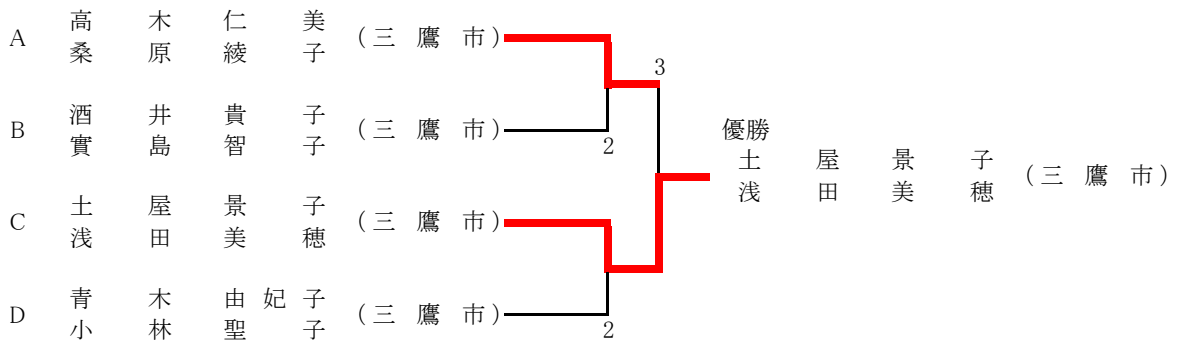 高木仁美
A (三鷹市)
桑原綾子
3
酒井貴子
B (三鷹市)
實島智子
2
優勝
土屋景子
浅田美穂
(三鷹市)
土屋景子
C (三鷹市)
浅田美穂
青木由妃子
D (三鷹市)
小林聖子
2